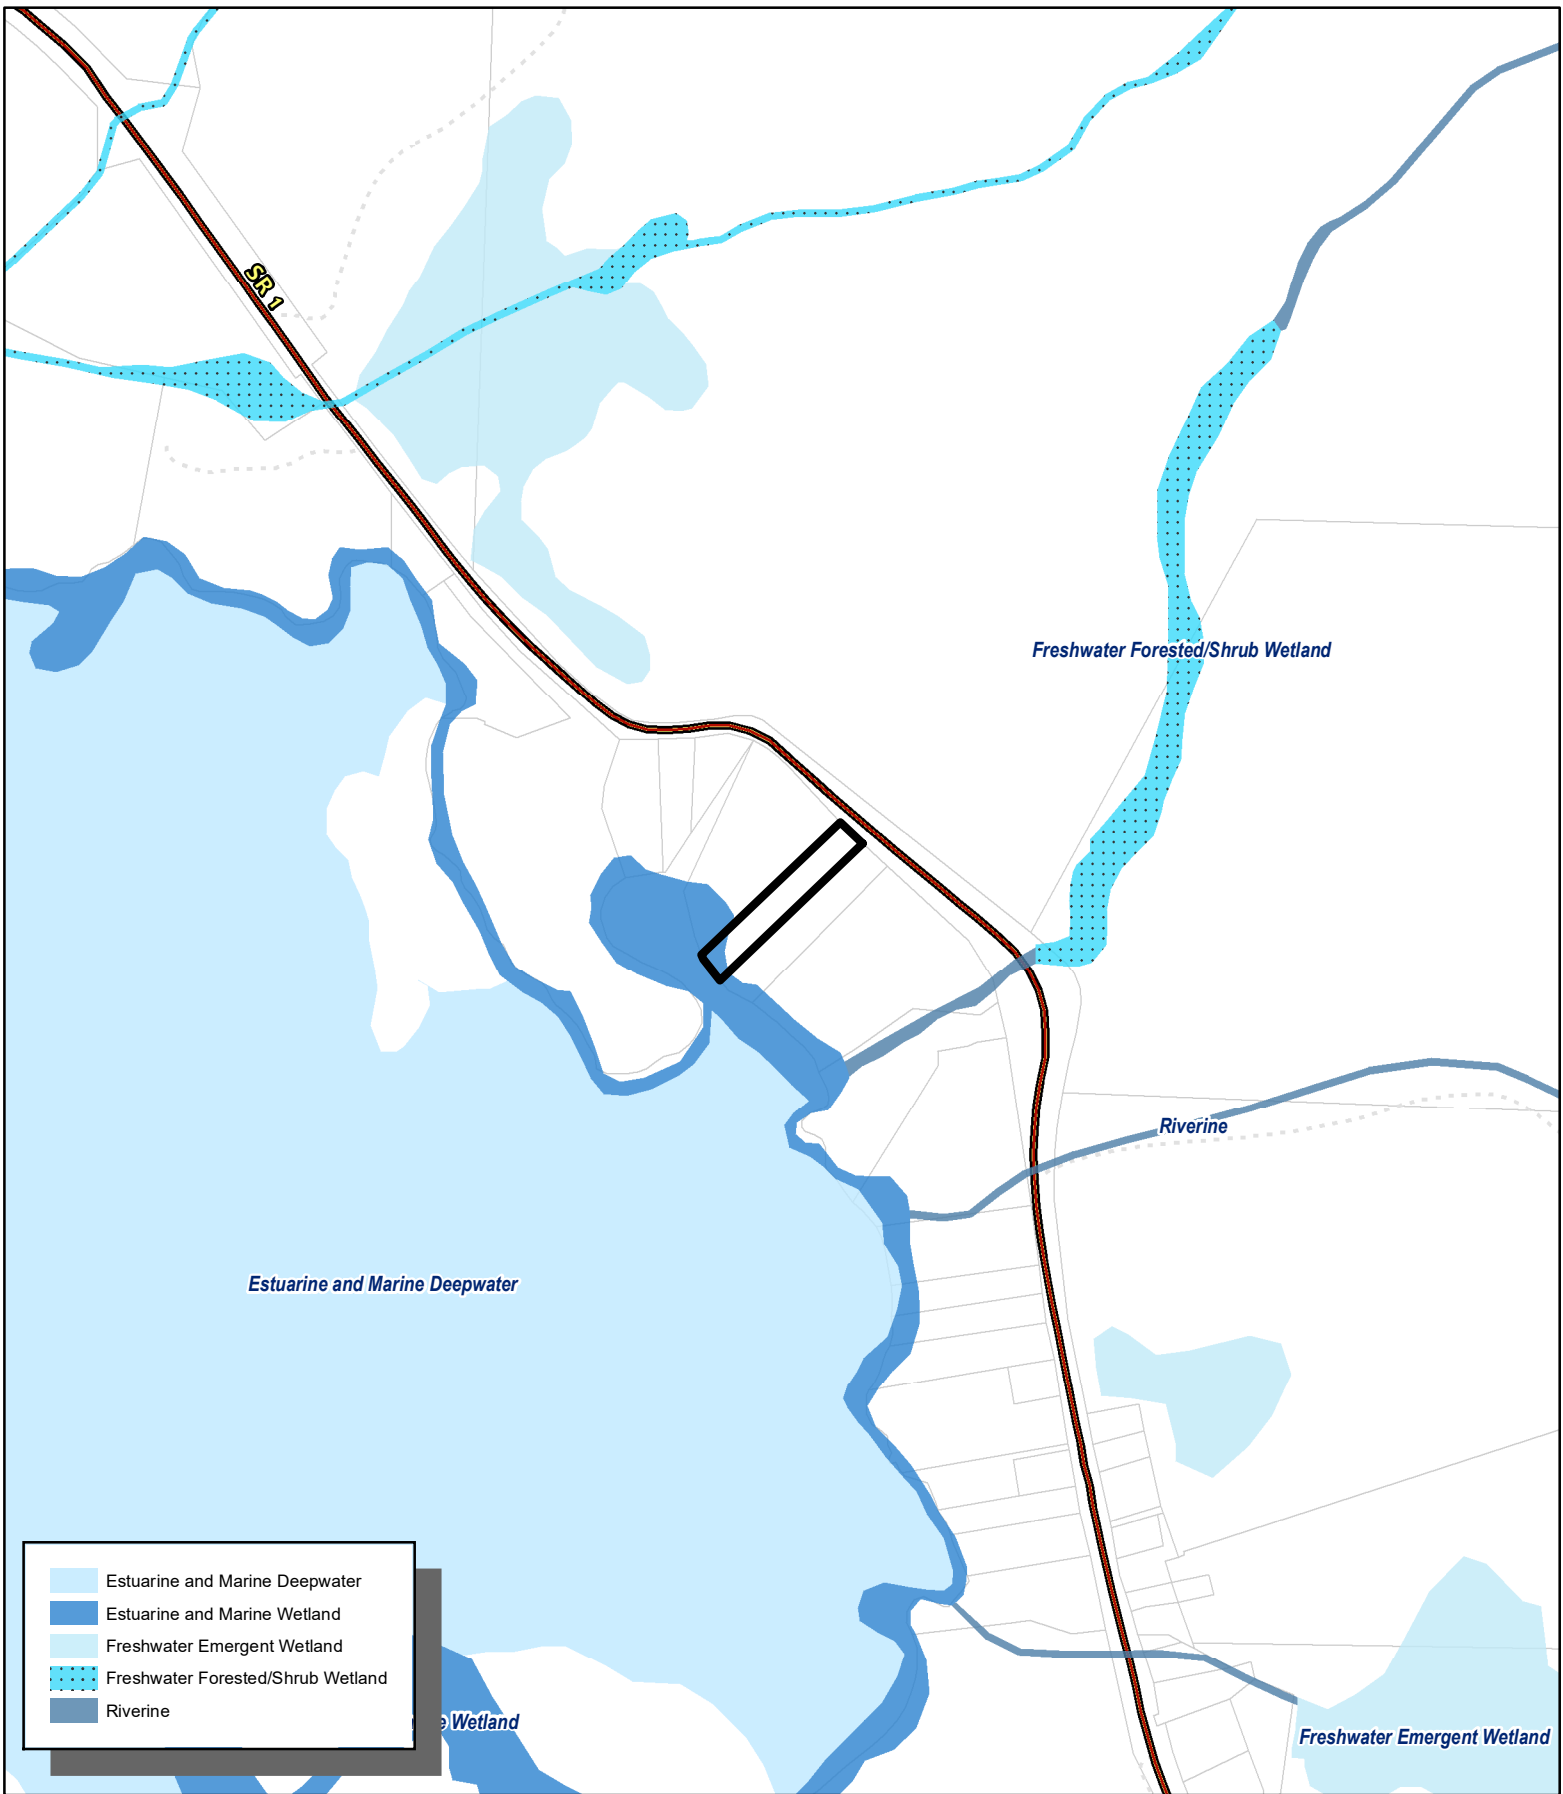 SR 1
Freshwater Forested/Shrub Wetland
Riverine
Estuarine and Marine Deepwater
Estuarine and Marine Deepwater
Estuarine and Marine Wetland
Freshwater Emergent Wetland
Freshwater Forested/Shrub Wetland
Riverine
e Wetland
Freshwater Emergent Wetland